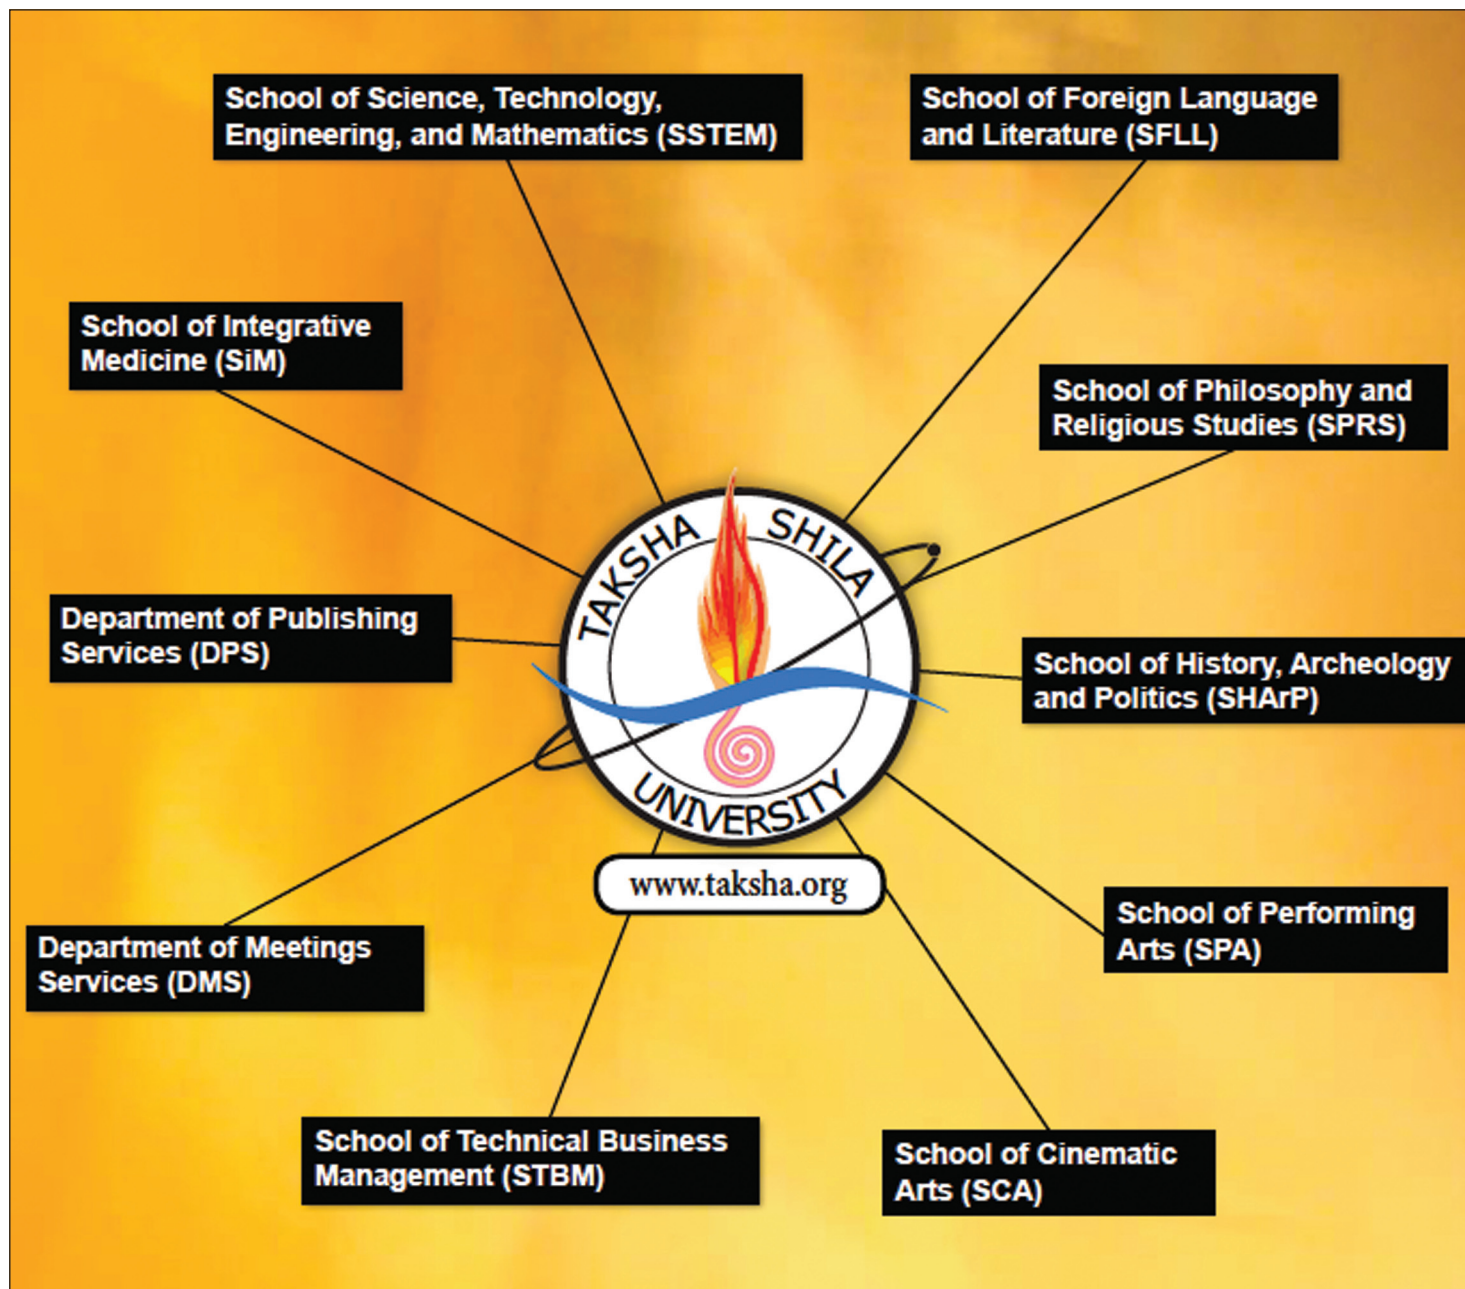 School of Science, Technology,
Engineering, and Mathematics (SSTEM)
School of Foreign Language
and Literature (SFLL)
School of Integrative
Medicine (SiM)
School of Philosophy and
Religious Studies (SPRS)
TAKSHA SHILA
UNIVERSITY
Department of Publishing
Services (DPS)
School of History, Archeology
and Politics (SHArP)
www.taksha.org
School of Performing
Arts (SPA)
Department of Meetings
Services (DMS)
School of Technical Business
Management (STBM)
School of Cinematic
Arts (SCA)